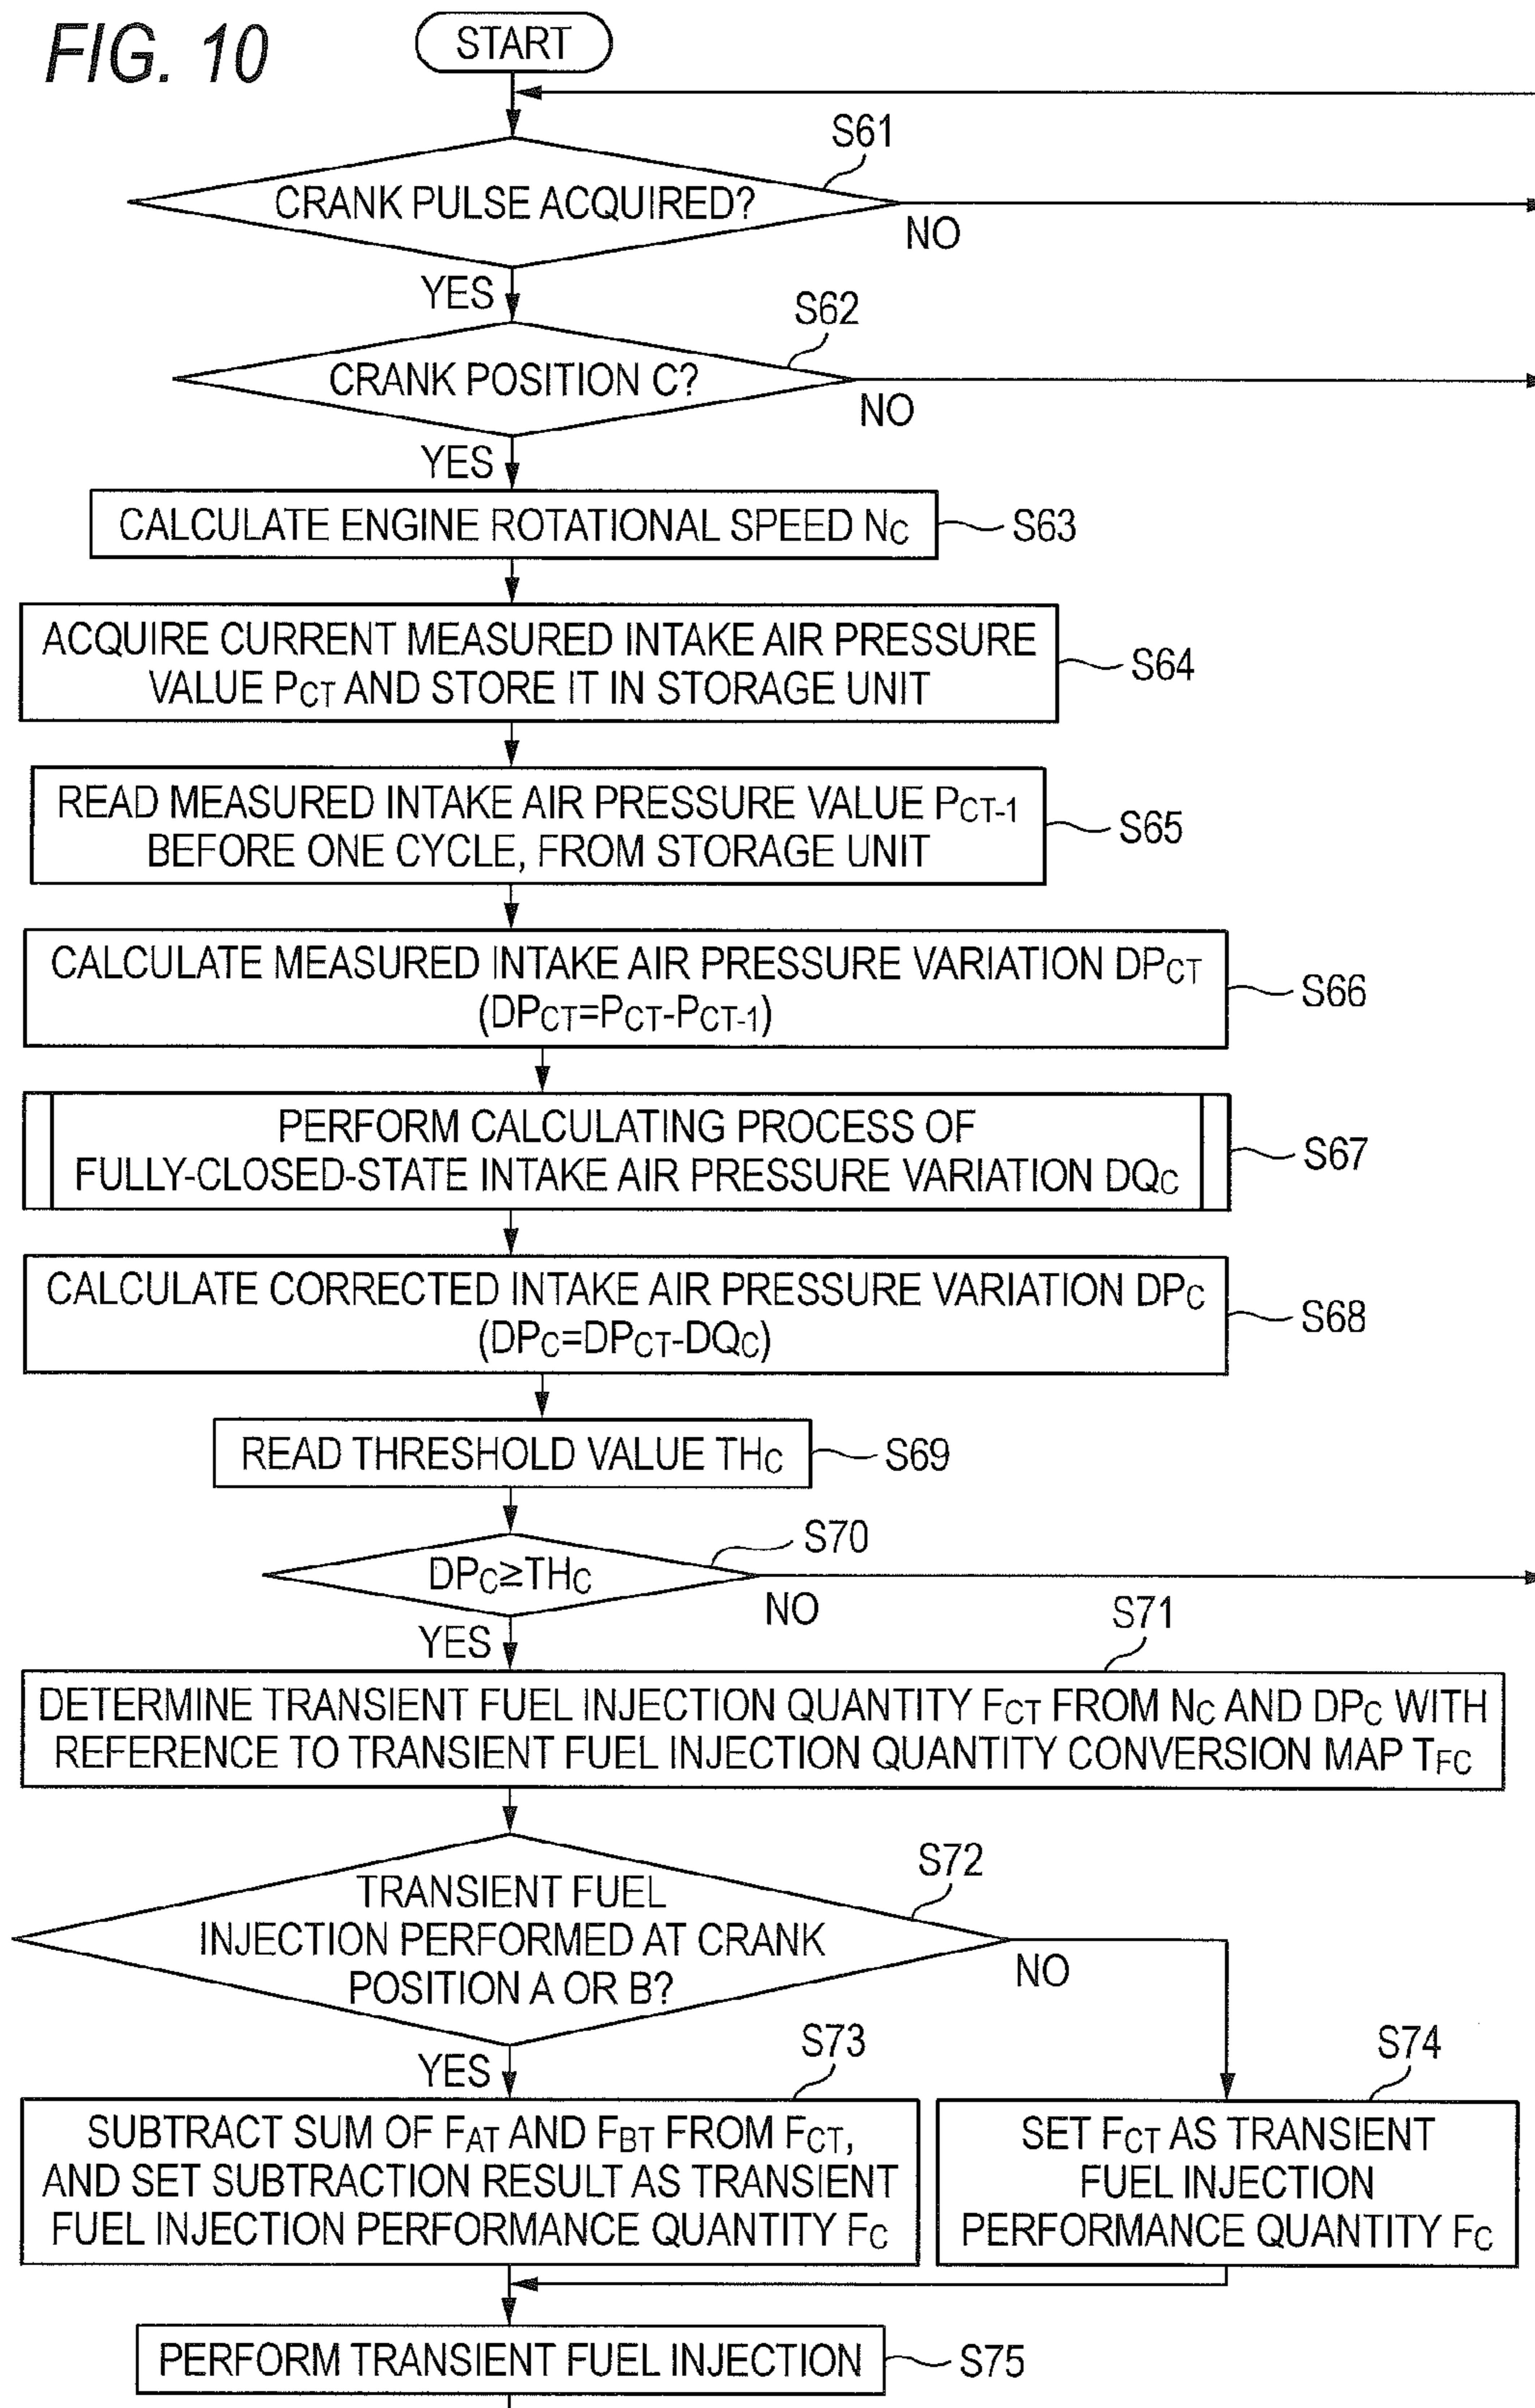 FIG. 10
START
S61
CRANK PULSE ACQUIRED?
NO
YES
S62
CRANK POSITION C?
NO
YES
CALCULATE ENGINE ROTATIONAL SPEED NC
S63
ACQUIRE CURRENT MEASURED INTAKE AIR PRESSURE
VALUE PCT AND STORE IT IN STORAGE UNIT
S64
READ MEASURED INTAKE AIR PRESSURE VALUE PCT-1
BEFORE ONE CYCLE, FROM STORAGE UNIT
S65
CALCULATE MEASURED INTAKE AIR PRESSURE VARIATION DPCT
(DPCT=PCT-PCT-1)
S66
PERFORM CALCULATING PROCESS OF
FULLY-CLOSED-STATE INTAKE AIR PRESSURE VARIATION DQC
S67
CALCULATE CORRECTED INTAKE AIR PRESSURE VARIATION DPC
(DPC=DPCT-DQC)
S68
READ THRESHOLD VALUE THC
S69
S70
DPC≥THC
NO
YES
S71
DETERMINE TRANSIENT FUEL INJECTION QUANTITY FCT FROM NC AND DPC WITH
REFERENCE TO TRANSIENT FUEL INJECTION QUANTITY CONVERSION MAP TFC
S72
TRANSIENT FUEL
INJECTION PERFORMED AT CRANK
POSITION A OR B?
NO
YES
S73
SUBTRACT SUM OF FAT AND FBT FROM FCT,
AND SET SUBTRACTION RESULT AS TRANSIENT
FUEL INJECTION PERFORMANCE QUANTITY FC
S74
SET FCT AS TRANSIENT
FUEL INJECTION
PERFORMANCE QUANTITY FC
PERFORM TRANSIENT FUEL INJECTION
S75